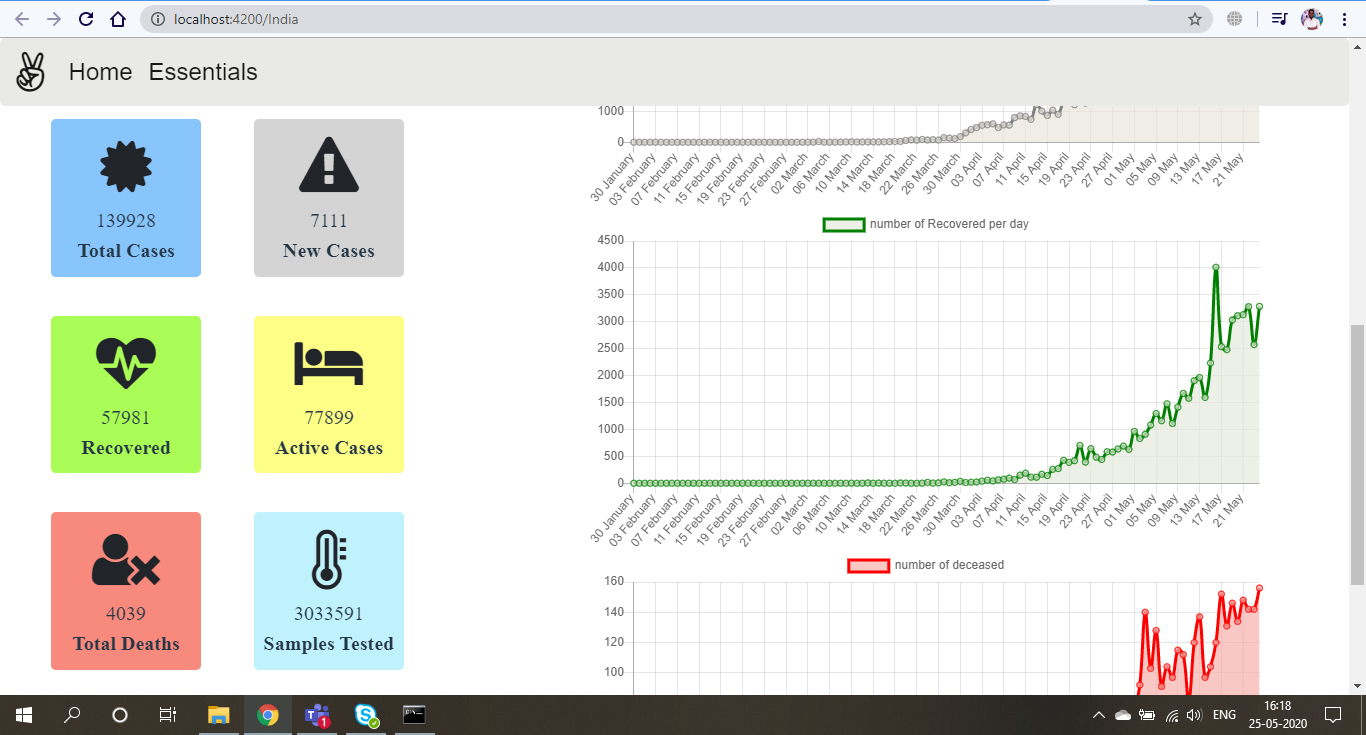 localhost:4200/India
Home Essentials
139928
Total Cases
7111
New Cases
57981
Recovered
77899
Active Cases
4039
Total Deaths
3033591
Samples Tested
1000
0
30 January
03 February
07 February
11 February
15 February
19 February
23 February
27 February
02 March
06 March
10 March
14 March
18 March
22 March
26 March
30 March
03 April
07 April
11 April
15 April
19 April
23 April
27 April
01 May
05 May
09 May
13 May
17 May
21 May
number of Recovered per day
4500
4000
3500
3000
2500
2000
1500
1000
500
0
30 January
03 February
07 February
11 February
15 February
19 February
23 February
27 February
02 March
06 March
10 March
14 March
18 March
22 March
26 March
30 March
03 April
07 April
11 April
15 April
19 April
23 April
27 April
01 May
05 May
09 May
13 May
17 May
21 May
number of deceased
160
140
120
100
1
ENG
16:18
25-05-2020